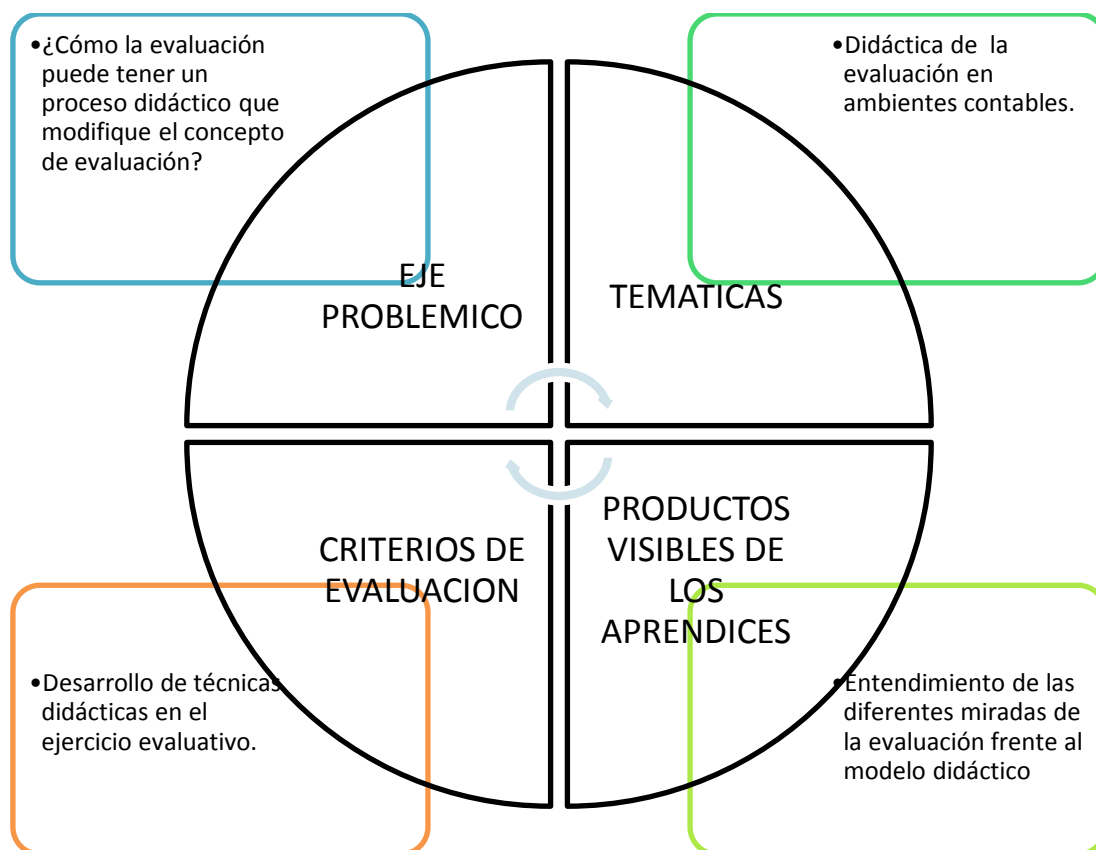 •¿Cómo la evaluación
puede tener un
proceso didáctico que
modifique el concepto
de evaluación?
•Didáctica de la
evaluación en
ambientes contables.
EJE
PROBLEMICO
TEMATICAS
CRITERIOS DE
EVALUACION
PRODUCTOS
VISIBLES DE
LOS
APRENDICES
•Desarrollo de técnicas
didácticas en el
ejercicio evaluativo.
•Entendimiento de las
diferentes miradas de
la evaluación frente al
modelo didáctico